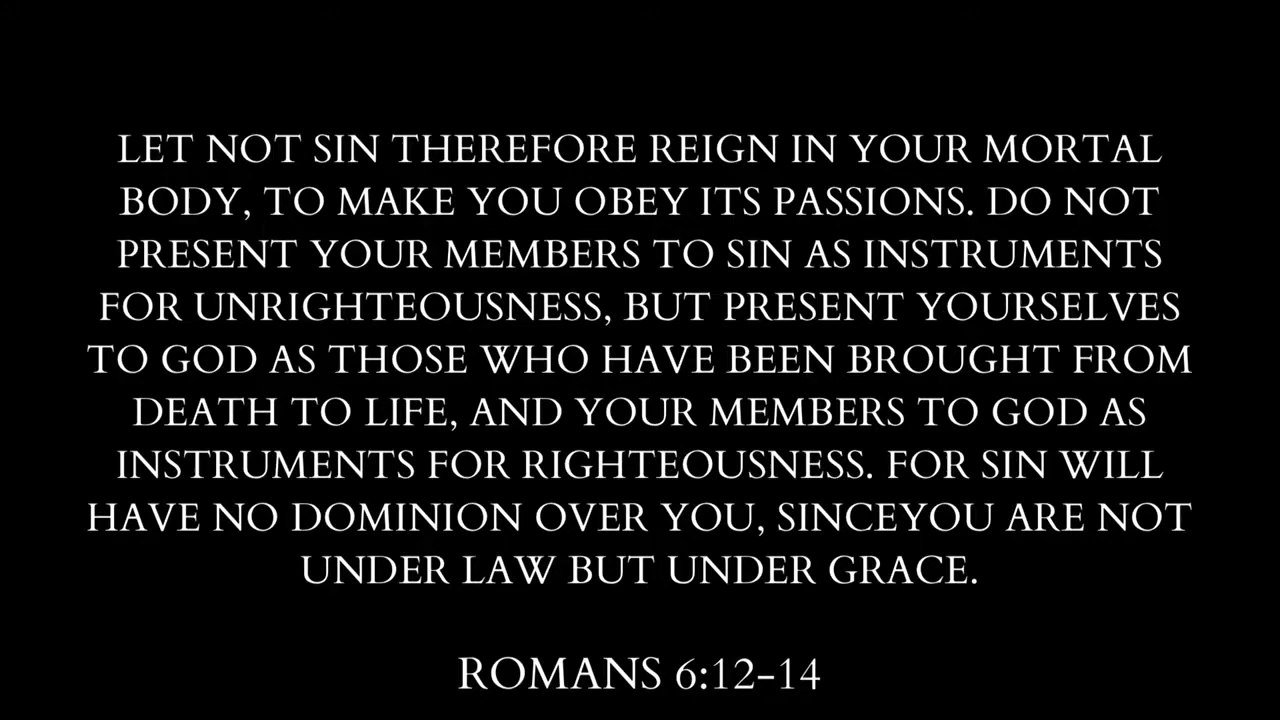 LET NOT SIN THEREFORE REIGN IN YOUR MORTAL
BODY, TO MAKE YOU OBEY ITS PASSIONS. DO NOT
PRESENT YOUR MEMBERS TO SIN AS INSTRUMENTS
FOR UNRIGHTEOUSNESS, BUT PRESENT YOURSELVES
TO GOD AS THOSE WHO HAVE BEEN BROUGHT FROM
DEATH TO LIFE, AND YOUR MEMBERS TO GOD AS
INSTRUMENTS FOR RIGHTEOUSNESS. FOR SIN WILL
HAVE NO DOMINION OVER YOU, SINCEYOU ARE NOT
UNDER LAW BUT UNDER GRACE.
ROMANS 6:12-14